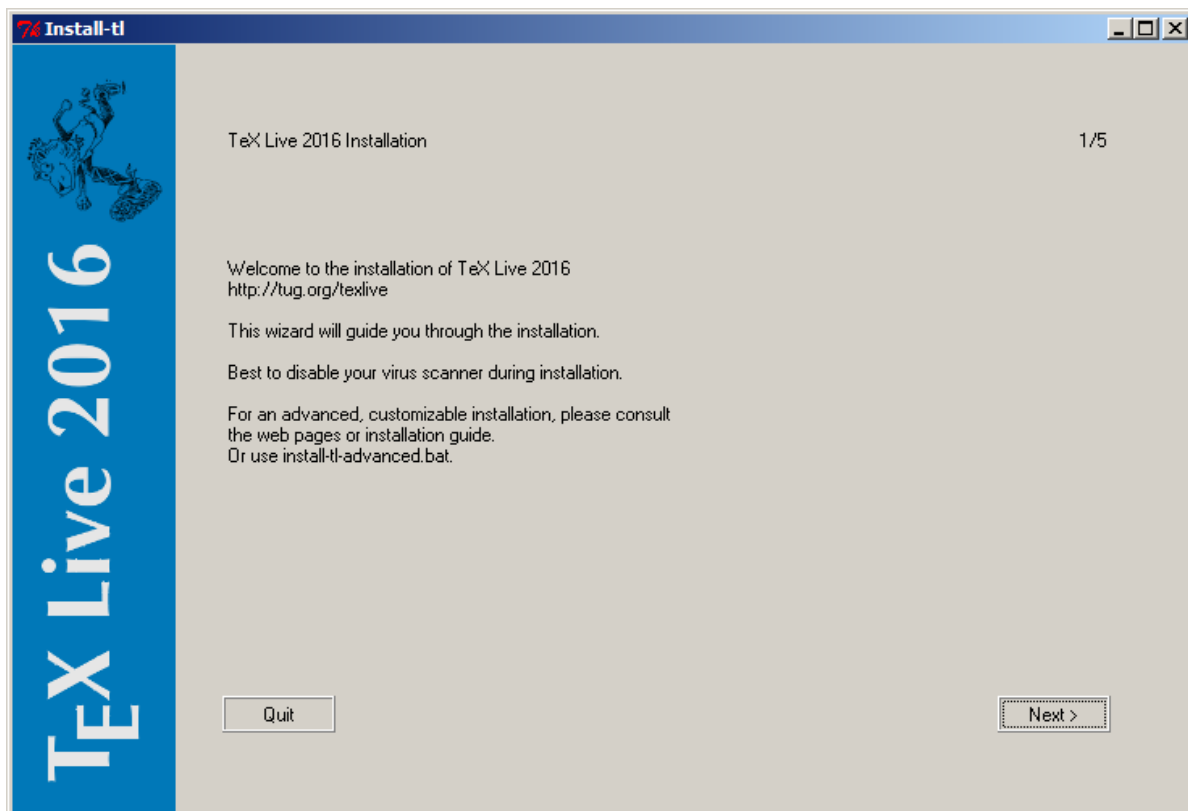 Install-tl
TEX Live 2016
TeX Live 2016 Installation
1/5
Welcome to the installation of TeX Live 2016
http://tug.org/texlive
This wizard will guide you through the installation.
Best to disable your virus scanner during installation.
For an advanced, customizable installation, please consult
the web pages or installation guide.
Or use install-tl-advanced.bat.
Quit
Next >